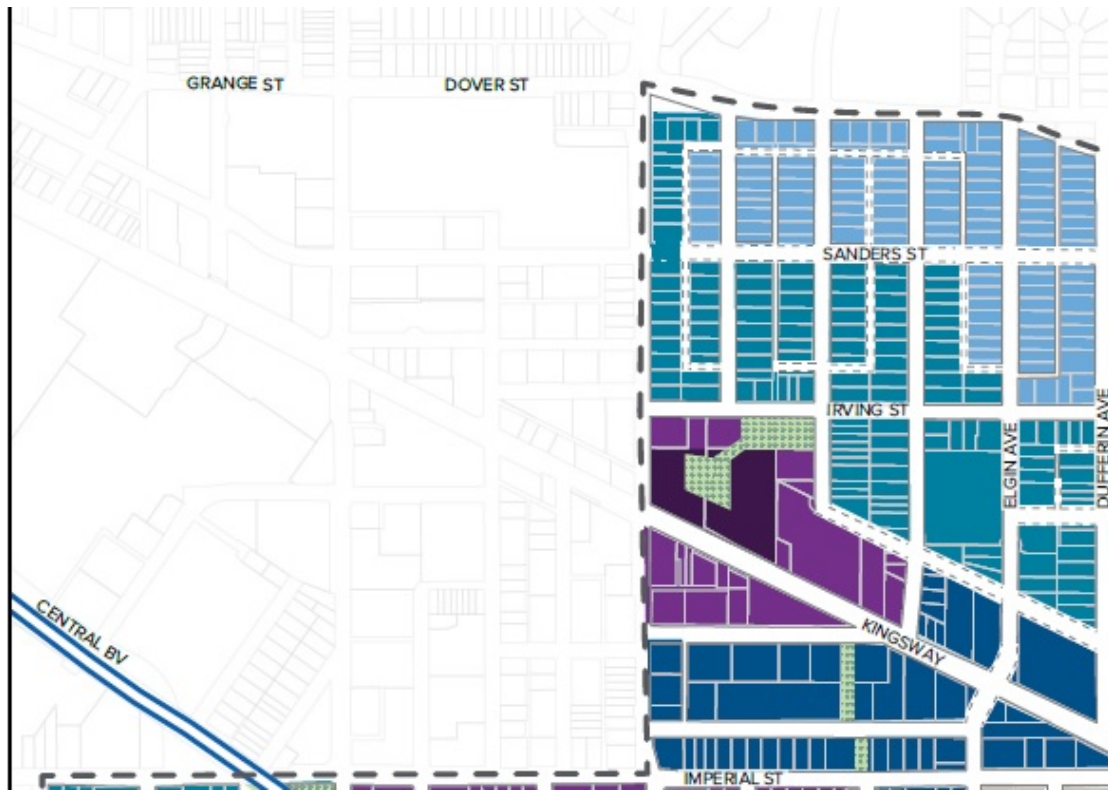 GRANGE ST
DOVER ST
SANDERS ST
IRVING ST
ELGIN AVE
DUFFERIN AVE
CENTRAL BV
KINGSWAY
IMPERIAL ST